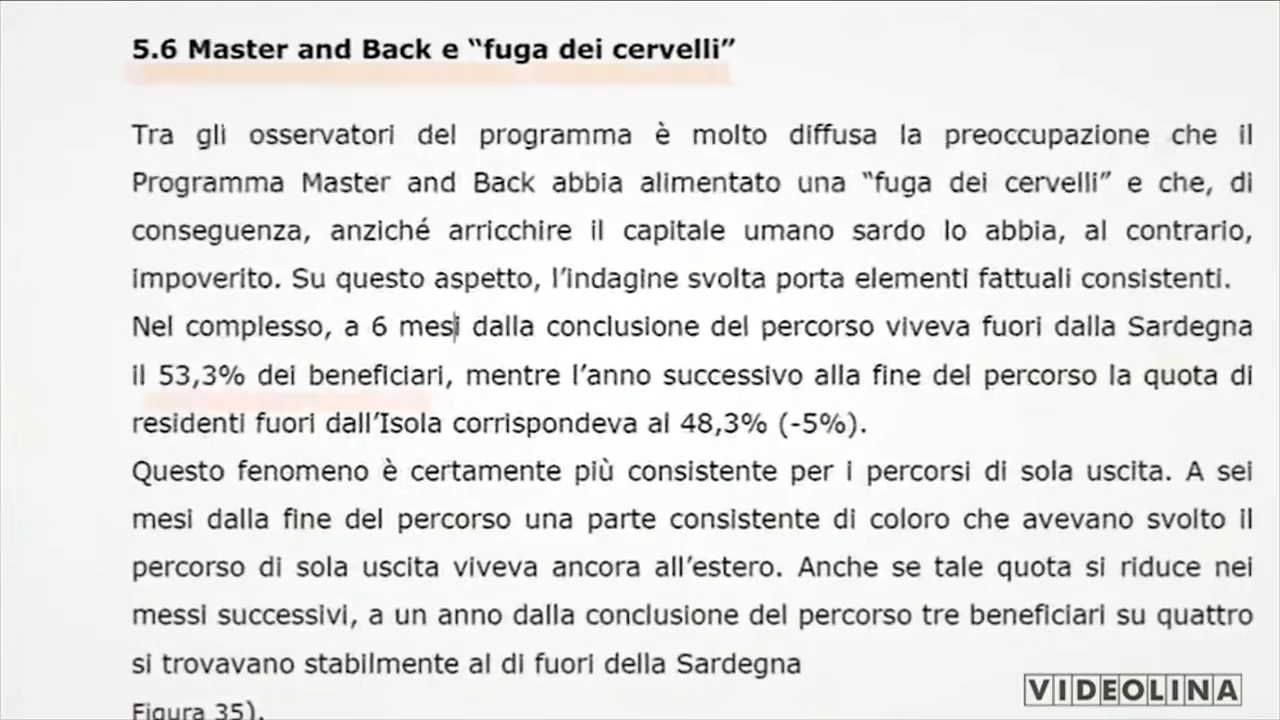 5.6 Master and Back e “fuga dei cervelli”
Tra gli osservatori del programma è molto diffusa la preoccupazione che il
Programma Master and Back abbia alimentato una “fuga dei cervelli” e che, di
conseguenza, anziché arricchire il capitale umano sardo lo abbia, al contrario,
impoverito. Su questo aspetto, l’indagine svolta porta elementi fattuali consistenti.
Nel complesso, a 6 mesi dalla conclusione del percorso viveva fuori dalla Sardegna
il 53,3% dei beneficiari, mentre l’anno successivo alla fine del percorso la quota di
residenti fuori dall’Isola corrispondeva al 48,3% (-5%).
Questo fenomeno è certamente più consistente per i percorsi di sola uscita. A sei
mesi dalla fine del percorso una parte consistente di coloro che avevano svolto il
percorso di sola uscita viveva ancora all’estero. Anche se tale quota si riduce nei
messi successivi, a un anno dalla conclusione del percorso tre beneficiari su quattro
si trovavano stabilmente al di fuori della Sardegna
Figura 35).
VIDEOLINA